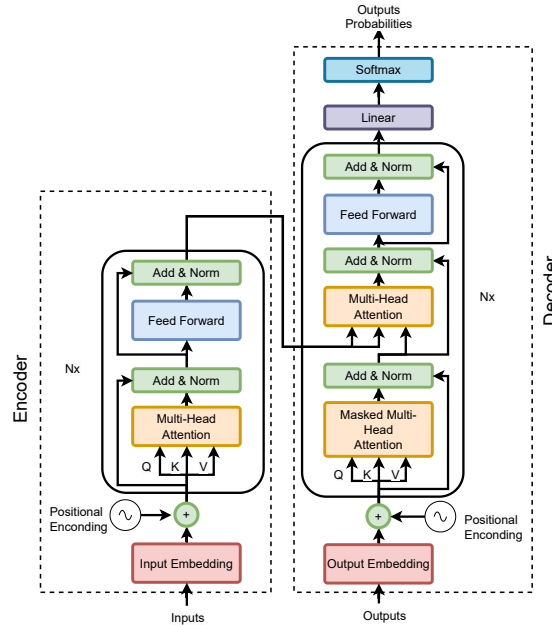 Outputs
Probabilities
Softmax
Linear
Add & Norm
Feed Forward
Add & Norm
Multi-Head
Attention
Nx
Decoder
Add & Norm
Masked Multi-
Head
Attention
Q K V
Positional
Enconding
Output Embedding
Outputs
Encoder
Add & Norm
Feed Forward
Nx
Add & Norm
Multi-Head
Attention
Q K V
Positional
Enconding
Input Embedding
Inputs